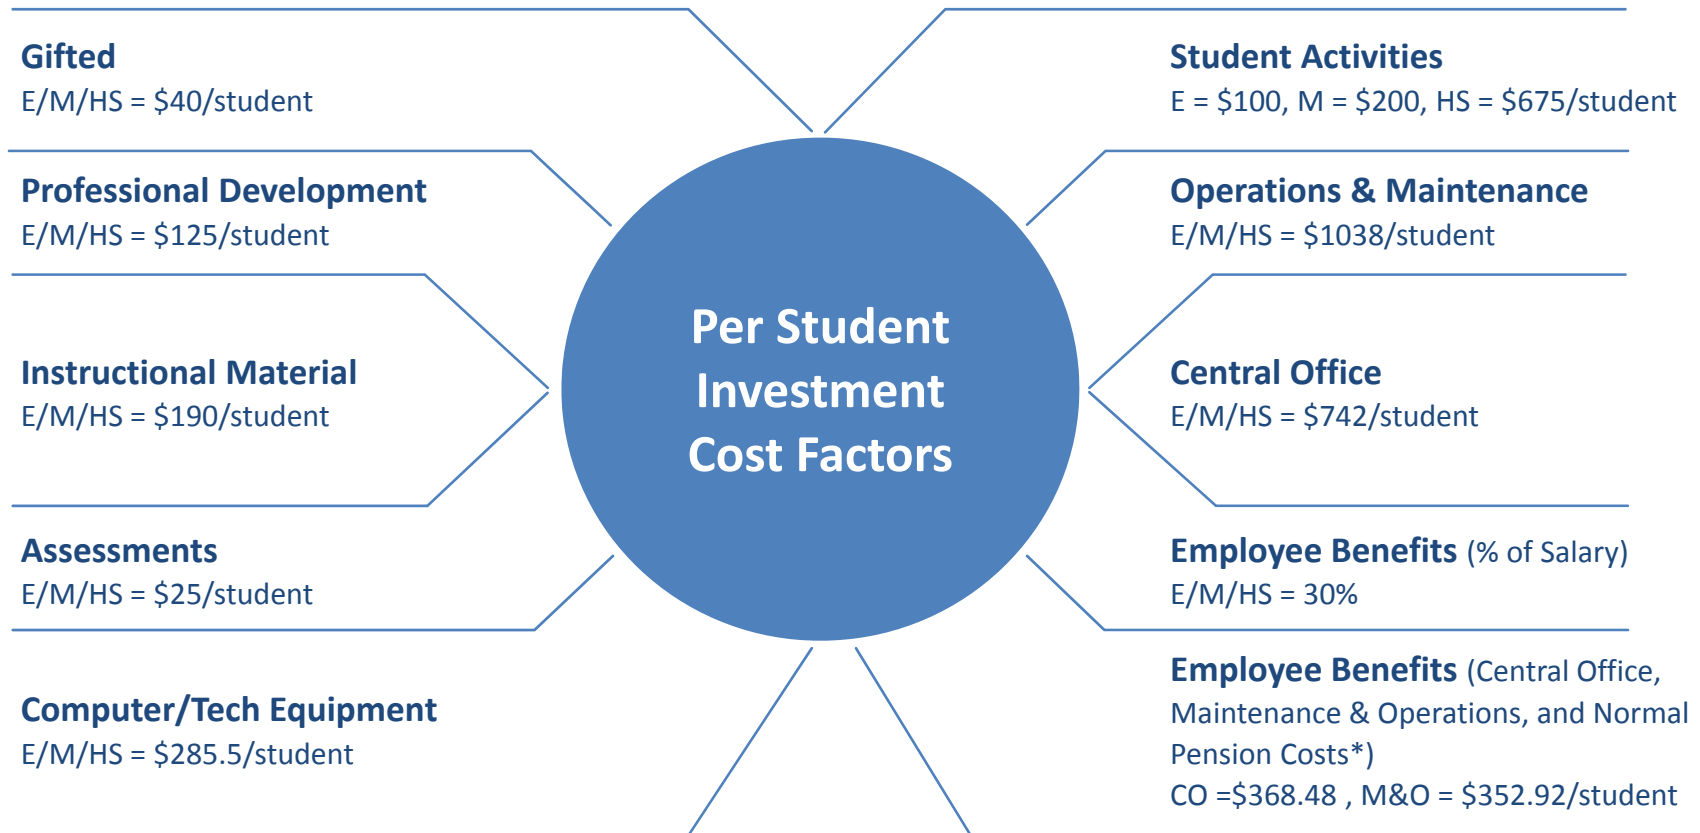 Gifted
E/M/HS = $40/student
Professional Development
E/M/HS = $125/student
Instructional Material
E/M/HS = $190/student
Assessments
E/M/HS = $25/student
Computer/Tech Equipment
E/M/HS = $285.5/student
Per Student
Investment
Cost Factors
Student Activities
E = $100, M = $200, HS = $675/student
Operations & Maintenance
E/M/HS = $1038/student
Central Office
E/M/HS = $742/student
Employee Benefits (% of Salary)
E/M/HS = 30%
Employee Benefits (Central Office,
Maintenance & Operations, and Normal
Pension Costs*)
CO =$368.48 , M&O = $352.92/student